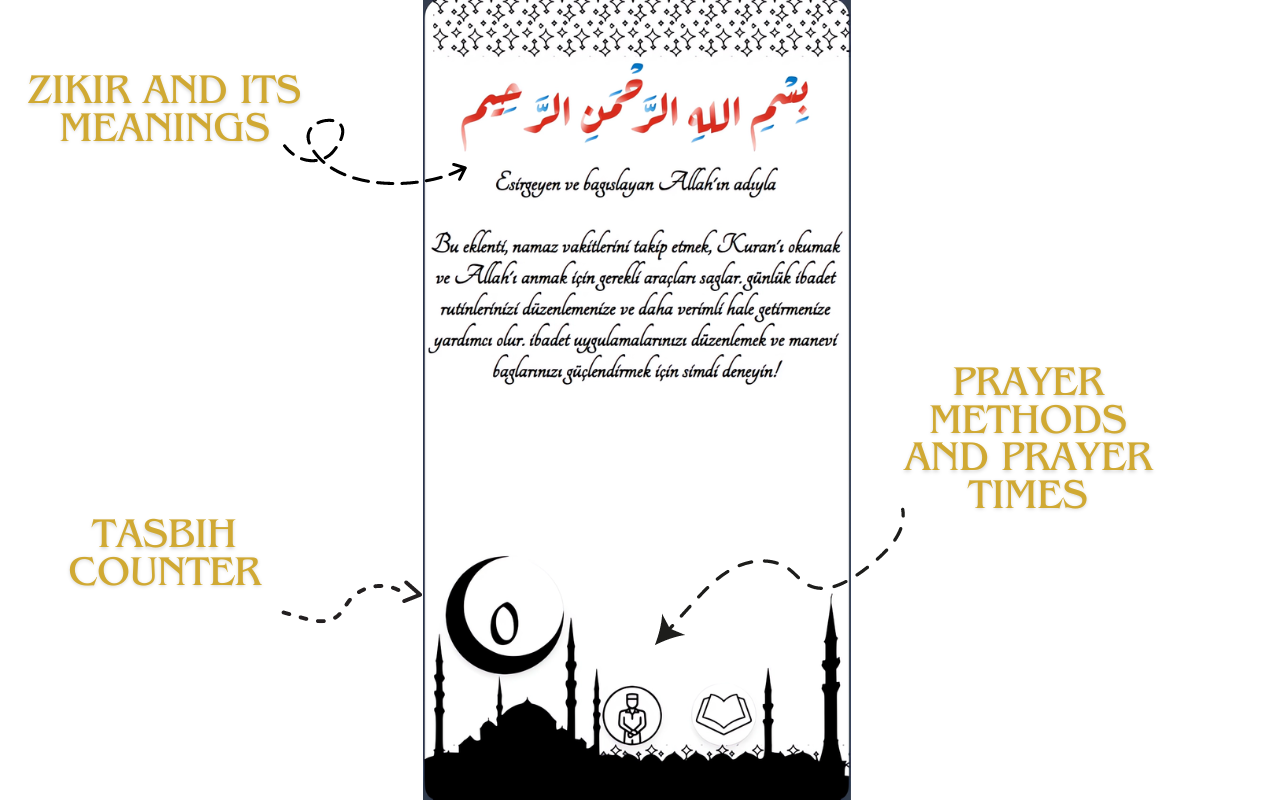 ZIKIR AND ITS
MEANINGS
بِسْمِ اللهِ الرَّحْمَنِ الرَّحِيمِ
Esirgeyen ve bagıslayan Allah'ın adıyla
Bu eklenti, namaz vakitlerini takip etmek, Kuran'ı okumak
ve Allah'ı anmak için gerekli araçları saglar. günlük ibadet
rutinlerinizi düzenlemenize ve daha verimli hale getirmenize
yardımcı olur. ibadet uygulamalarınızı düzenlemek ve manevi
baglarınızı güçlendirmek için simdi deneyin!
PRAYER
METHODS
AND PRAYER
TIMES
TASBIH
COUNTER
0